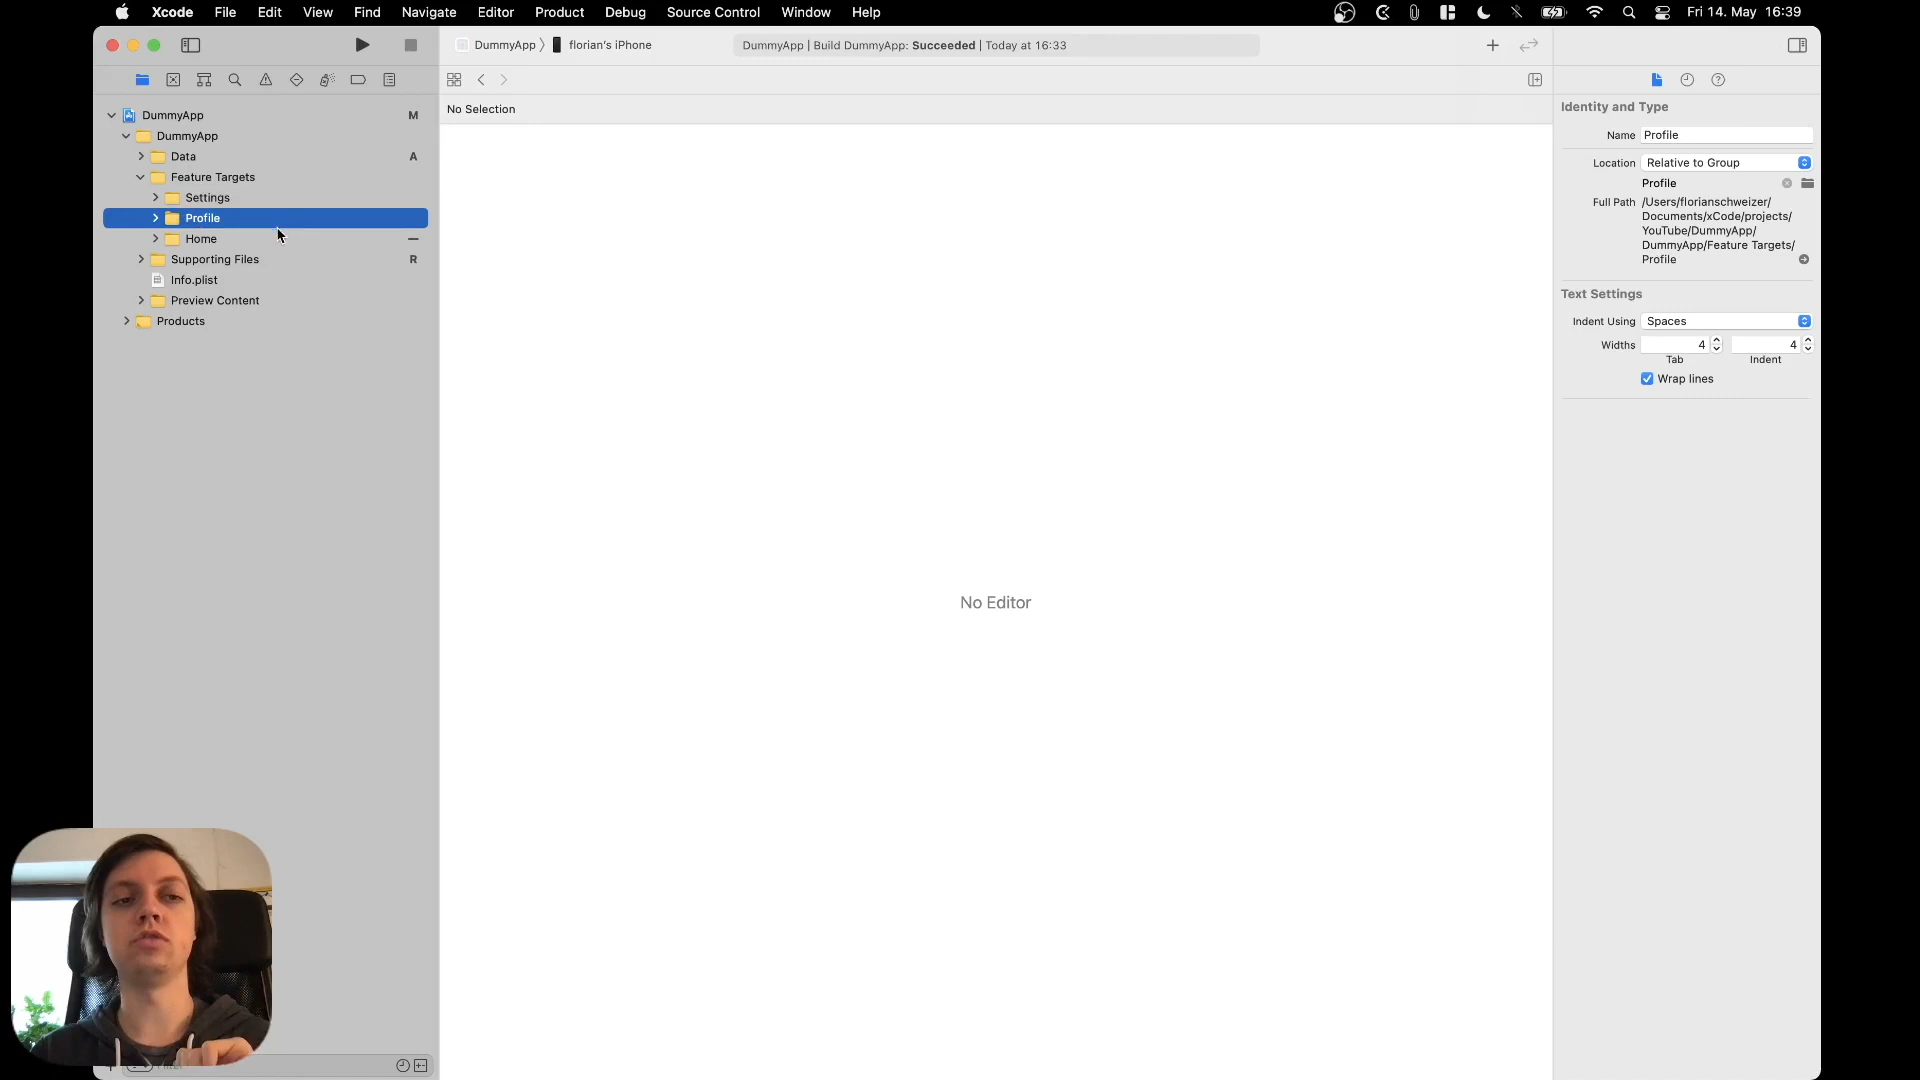 Xcode File Edit View Find Navigate Editor Product Debug Source Control Window Help Fri 14. May 16:39
DummyApp florian's iPhone DummyApp | Build DummyApp: Succeeded | Today at 16:33
No Selection
DummyApp M
DummyApp
Data A
Feature Targets
Settings
Profile
Home
Supporting Files R
Info.plist
Preview Content
Products
No Editor
Identity and Type
Name Profile
Location Relative to Group
Profile
Full Path /Users/florianschweizer/
Documents/xCode/projects/
YouTube/DummyApp/
DummyApp/Feature Targets/
Profile
Text Settings
Indent Using Spaces
Widths 4 4
Tab Indent
Wrap lines